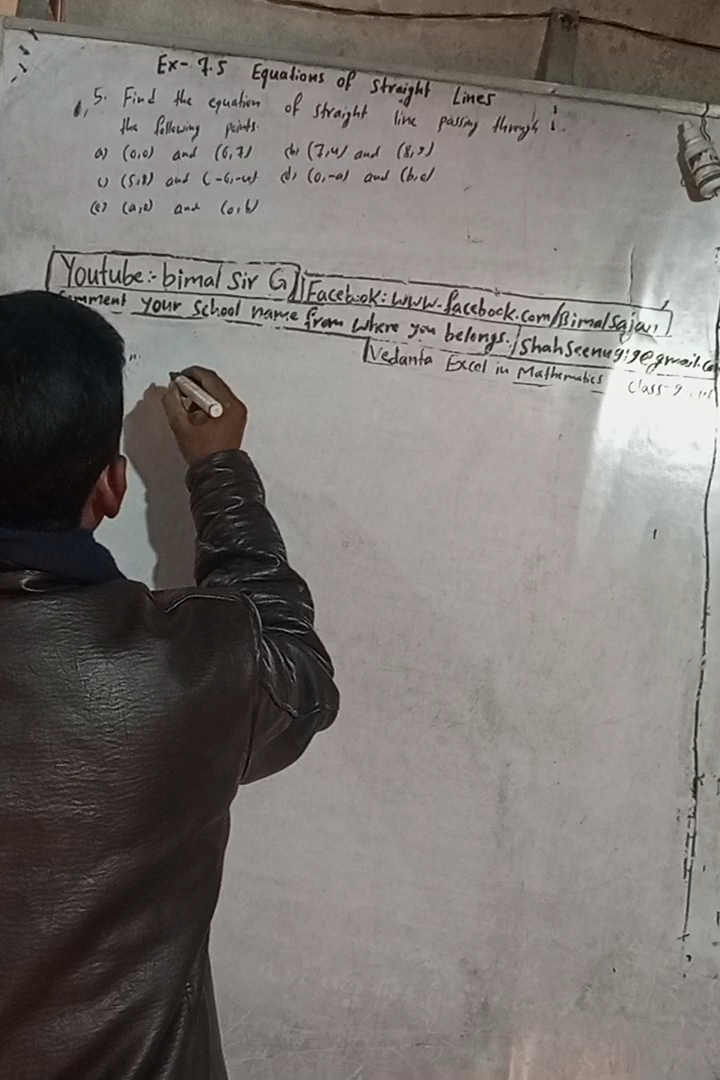 Ex- 7.5 Equations of Straight Lines
5. Find the equation of straight line passing through
the following points.
a) (0,0) and (6,7) (b) (7,4) and (8,9)
c) (5,8) and (-6,-4) d) (0,-a) and (b,0)
(e) (a,0) and (0,b)
Youtube:- bimal Sir G
Facebook: www.facebook.com/Bimalsajan
Comment your School name from where you belongs.
Shahseenu919@gmail.com
Vedanta Excel in Mathematics Class-9